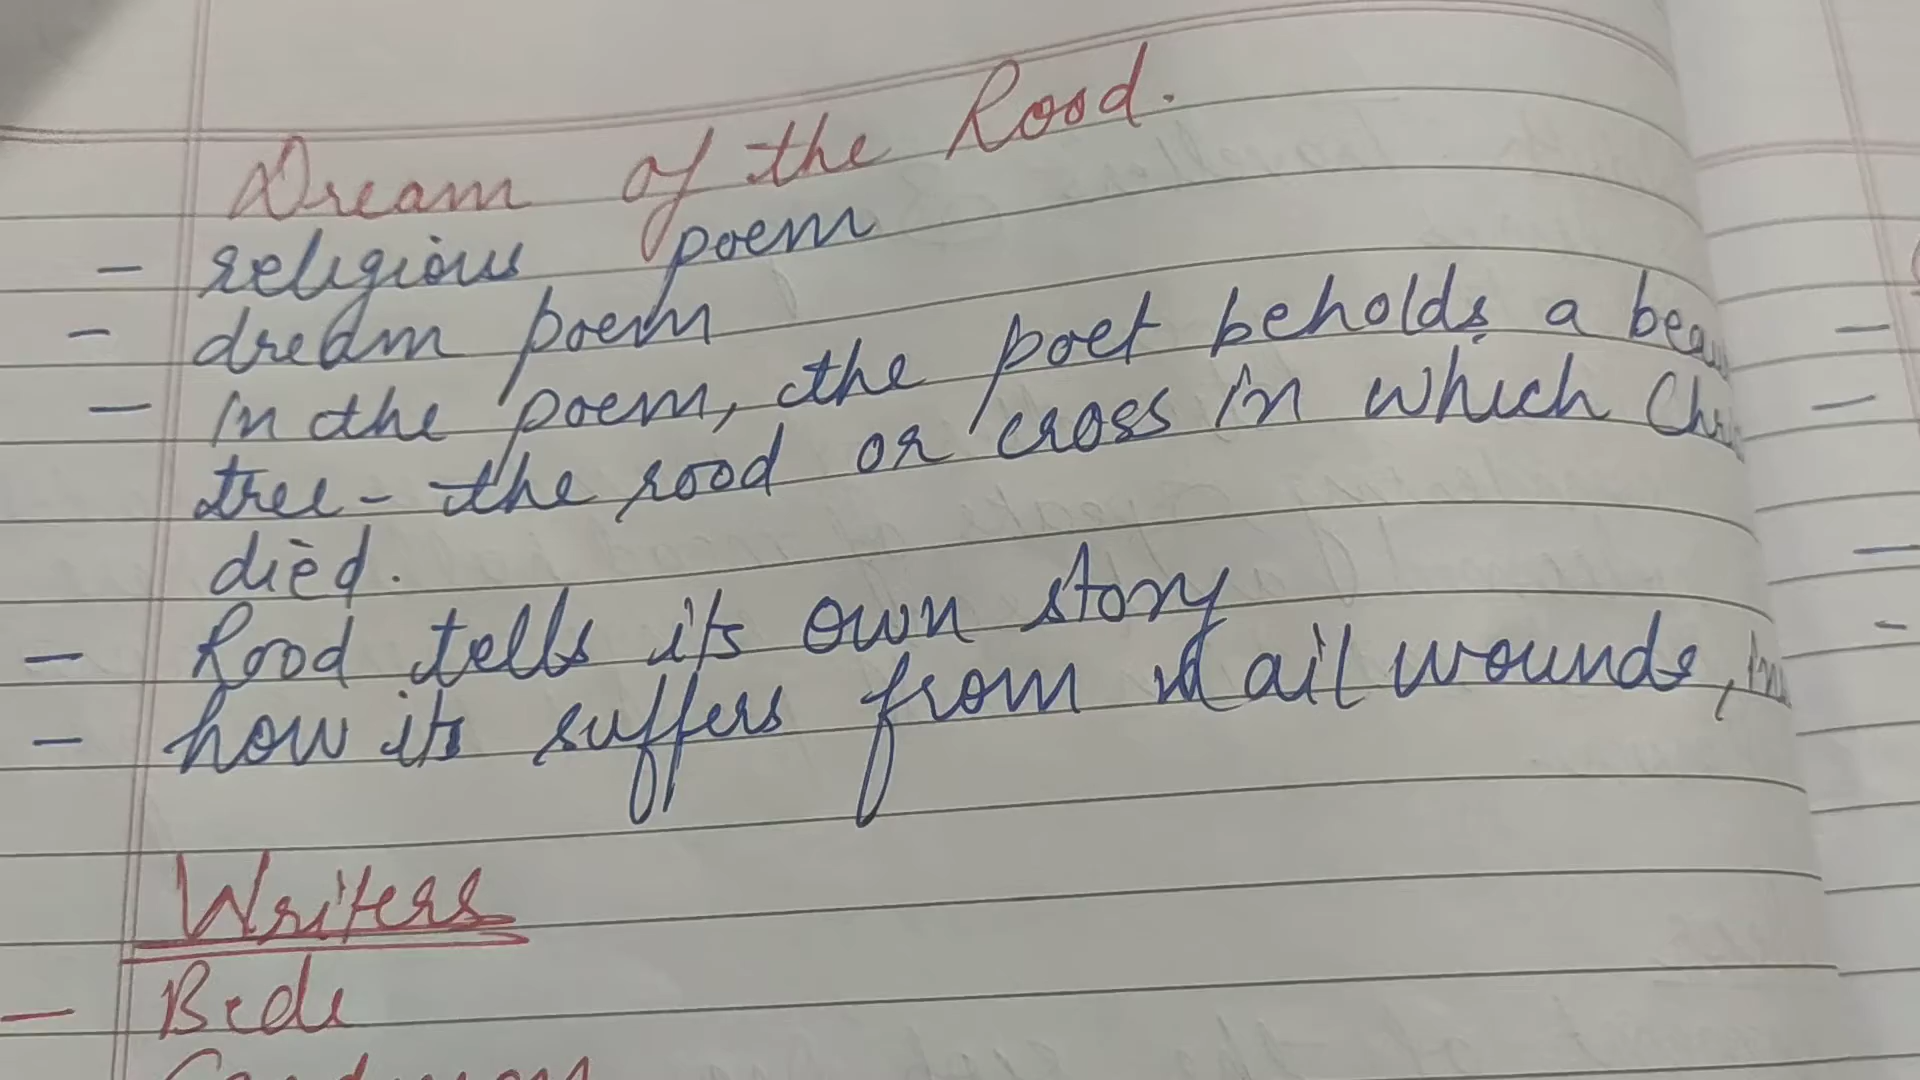 Dream of the Rood.
- religious poem
- dream poem
- in the poem, the poet beholds a
tree - the rood or cross in which
died.
- Rood tells its own story
- how its suffers from Nail wounds,
Writers
- Bede